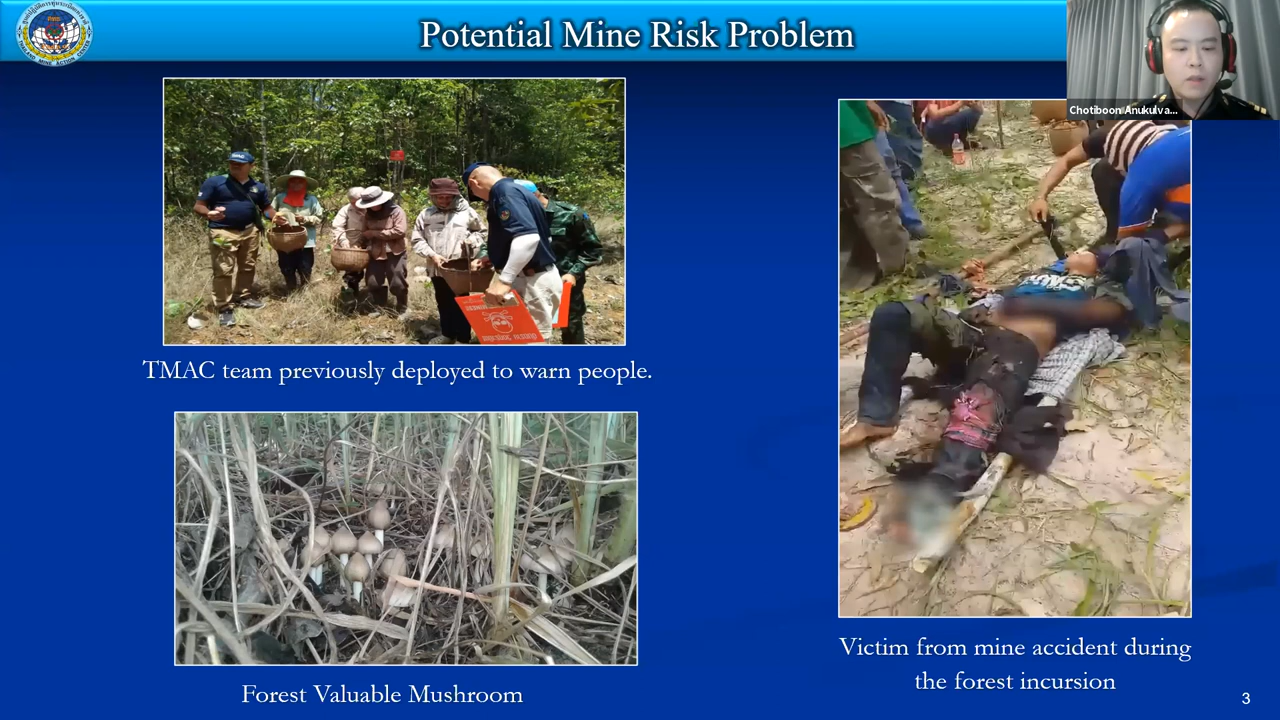 Potential Mine Risk Problem
Chotiboon Anukulva...
TMAC team previously deployed to warn people.
Forest Valuable Mushroom
Victim from mine accident during
the forest incursion
3